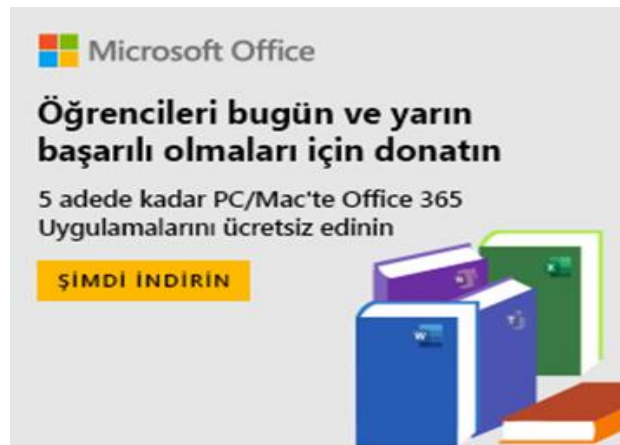 Microsoft Office
Öğrencileri bugün ve yarın
başarılı olmaları için donatın
5 adede kadar PC/Mac'te Office 365
Uygulamalarını ücretsiz edinin
ŞİMDİ İNDİRİN